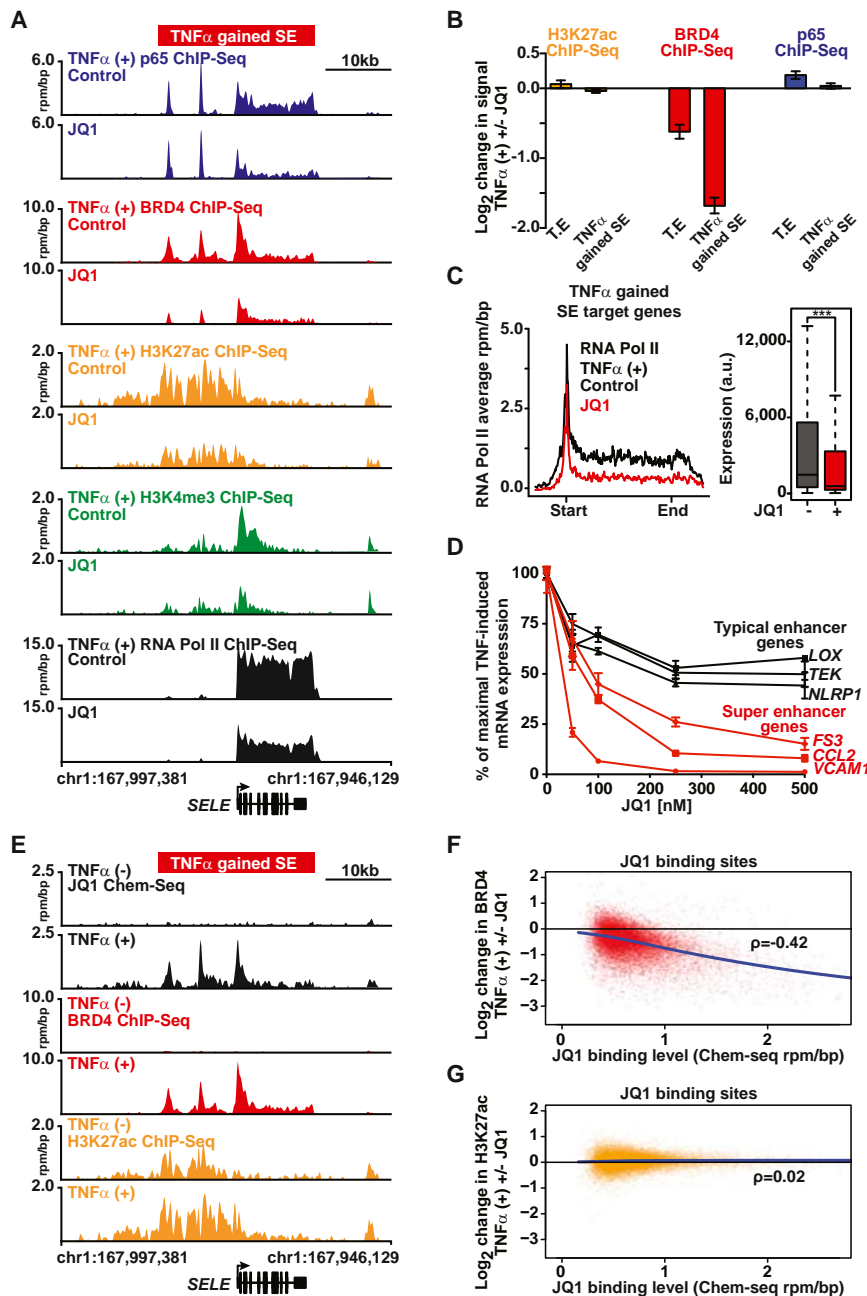 A
TNFα gained SE
10kb
rpm/bp
6.0
TNFα (+) p65 ChIP-Seq
Control
6.0
JQ1
rpm/bp
10.0
TNFα (+) BRD4 ChIP-Seq
Control
10.0
JQ1
rpm/bp
2.0
TNFα (+) H3K27ac ChIP-Seq
Control
2.0
JQ1
rpm/bp
2.0
TNFα (+) H3K4me3 ChIP-Seq
Control
2.0
JQ1
rpm/bp
15.0
TNFα (+) RNA Pol II ChIP-Seq
Control
15.0
JQ1
chr1:167,997,381
chr1:167,946,129
SELE
B
H3K27ac ChIP-Seq
BRD4 ChIP-Seq
p65 ChIP-Seq
Log2 change in signal
TNFα (+) +/- JQ1
1.0
0.0
-0.5
-1.0
-2.0
T.E
TNFα gained SE
T.E
TNFα gained SE
T.E
TNFα gained SE
C
TNFα gained
SE target genes
RNA Pol II average rpm/bp
5.0
2.5
0.0
RNA Pol II
TNFα (+)
Control
JQ1
Start
End
Expression (a.u.)
12,000
6,000
0
***
JQ1
-
+
D
% of maximal TNF-induced
mRNA expresssion
100
75
50
25
0
Typical enhancer
genes
LOX
TEK
NLRP1
Super enhancer
genes
FS3
CCL2
VCAM1
0
100
200
300
400
500
JQ1 [nM]
E
TNFα gained SE
10kb
rpm/bp
2.5
TNFα (-)
JQ1 Chem-Seq
2.5
TNFα (+)
rpm/bp
10.0
TNFα (-)
BRD4 ChIP-Seq
10.0
TNFα (+)
rpm/bp
2.0
TNFα (-)
H3K27ac ChIP-Seq
2.0
TNFα (+)
chr1:167,997,381
chr1:167,946,129
SELE
F
JQ1 binding sites
Log2 change in BRD4
TNFα (+) +/- JQ1
2
1
0
−1
−2
−3
ρ=-0.42
0
1
2
JQ1 binding level (Chem-seq rpm/bp)
G
JQ1 binding sites
Log2 change in H3K27ac
TNFα (+) +/- JQ1
2
1
0
−1
−2
−3
ρ=0.02
0
1
2
JQ1 binding level (Chem-seq rpm/bp)